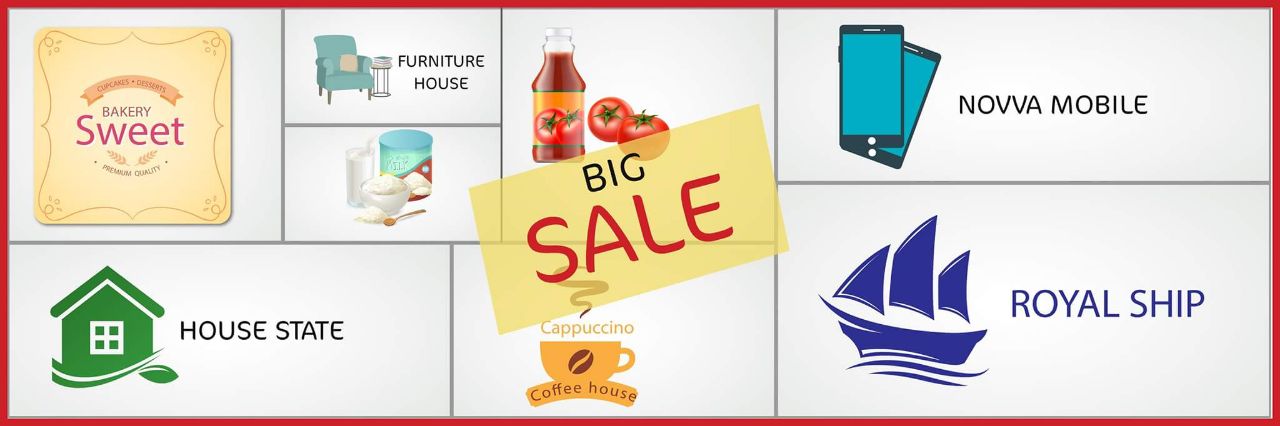 CUPCAKES • DESSERTS
BAKERY
Sweet
• PREMIUM QUALITY •
FURNITURE
HOUSE
MILK
BIG
SALE
NOVVA MOBILE
HOUSE STATE
Cappuccino
Coffee house
ROYAL SHIP